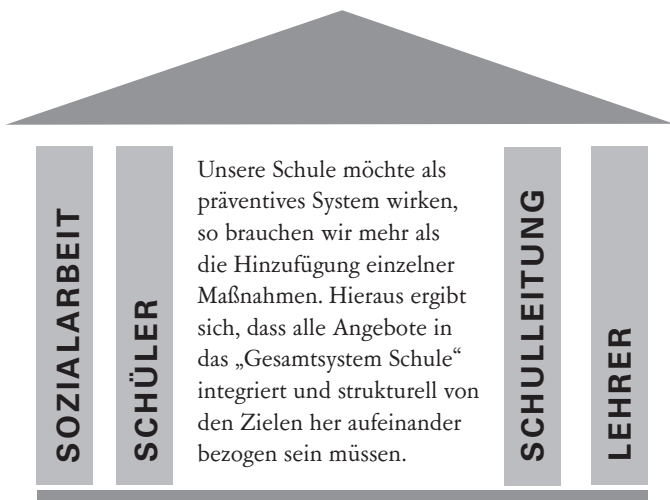 SOZIALARBEIT
SCHÜLER
Unsere Schule möchte als
präventives System wirken,
so brauchen wir mehr als
die Hinzufügung einzelner
Maßnahmen. Hieraus ergibt
sich, dass alle Angebote in
das „Gesamtsystem Schule“
integriert und strukturell von
den Zielen her aufeinander
bezogen sein müssen.
SCHULLEITUNG
LEHRER